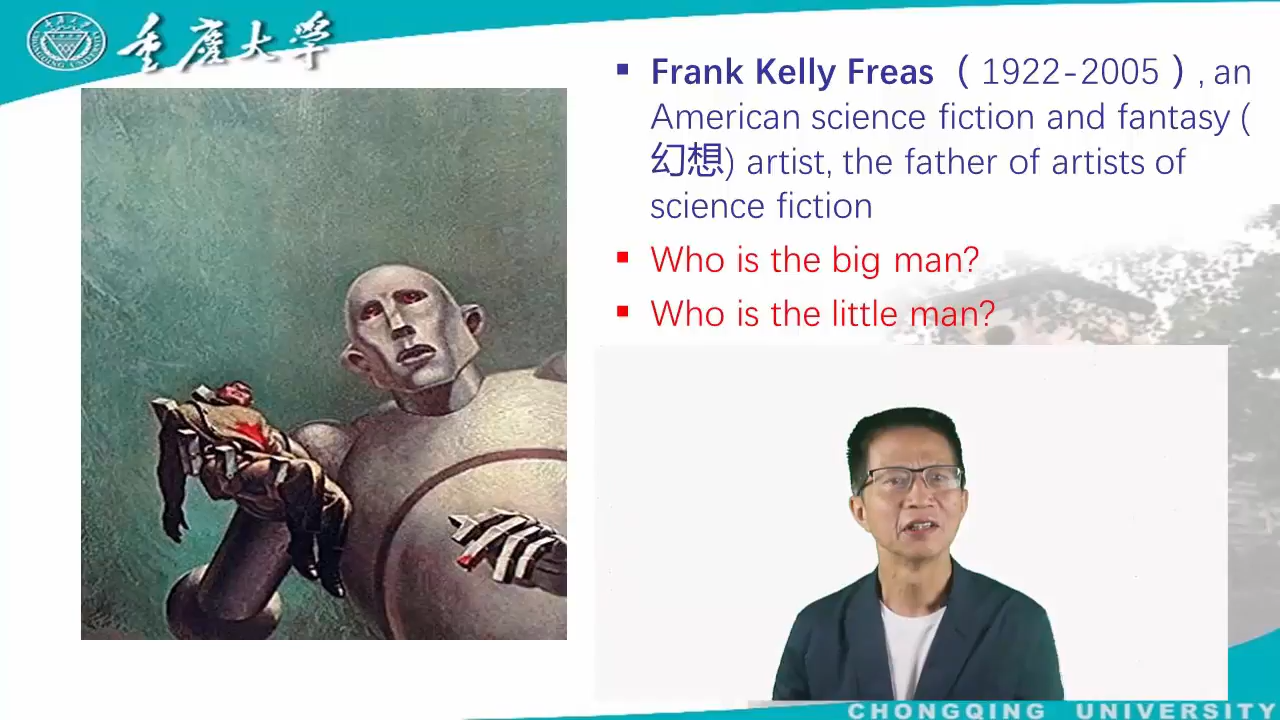 重庆大学
▪ Frank Kelly Freas （1922-2005）, an
American science fiction and fantasy (
幻想) artist, the father of artists of
science fiction
▪ Who is the big man?
▪ Who is the little man?
CHONGQING UNIVERSITY